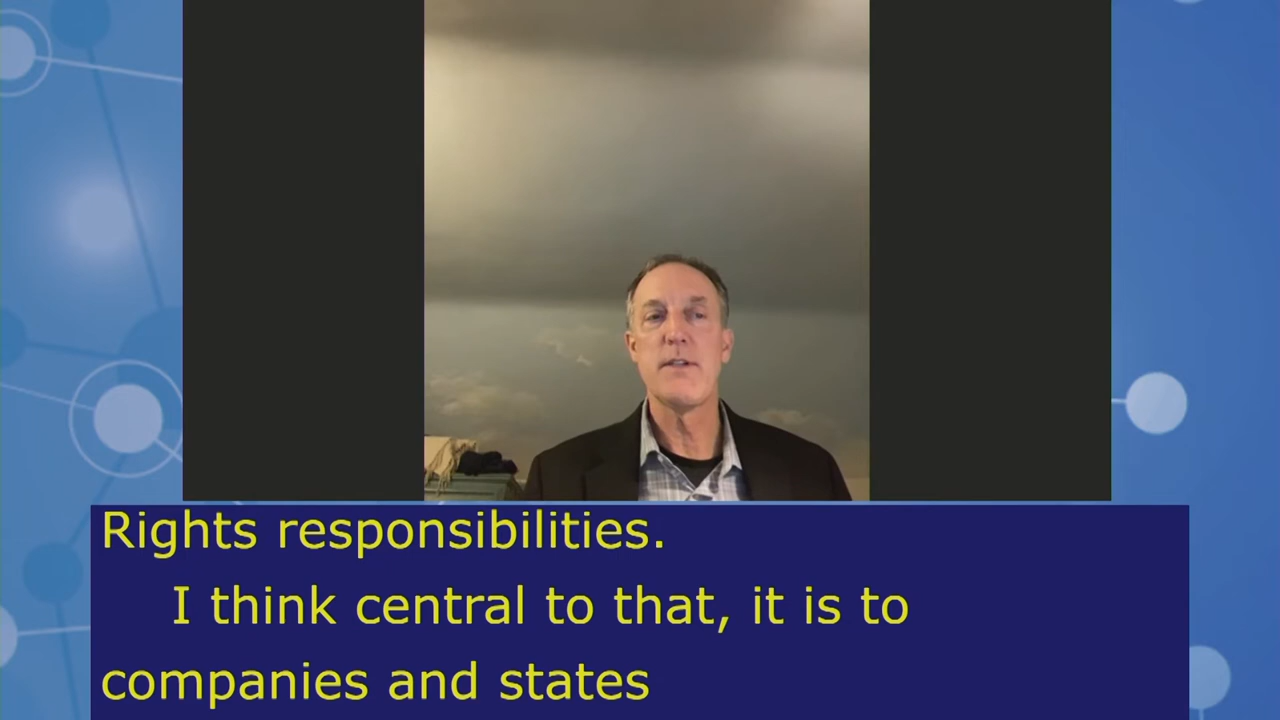 Rights responsibilities.
I think central to that, it is to
companies and states